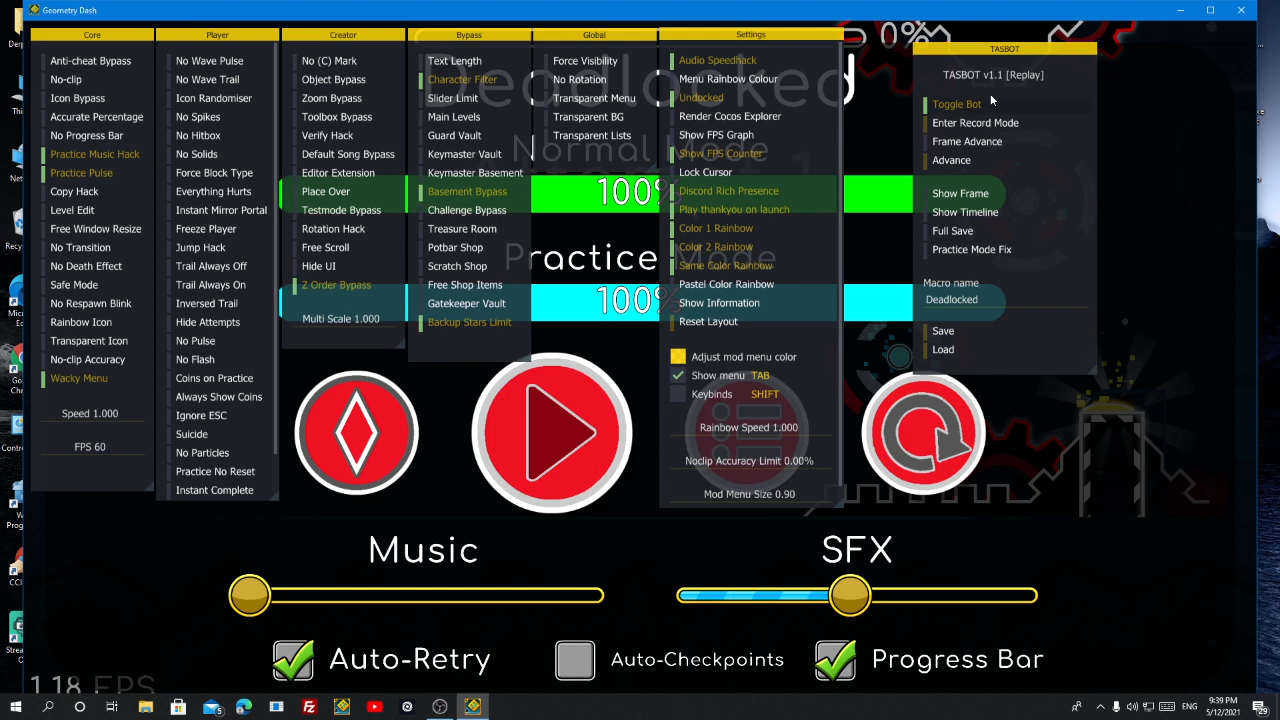 Geometry Dash
Core
Anti-cheat Bypass
No-clip
Icon Bypass
Accurate Percentage
No Progress Bar
Practice Music Hack
Practice Pulse
Copy Hack
Level Edit
Free Window Resize
No Transition
No Death Effect
Safe Mode
No Respawn Blink
Rainbow Icon
Transparent Icon
No-clip Accuracy
Wacky Menu
Speed 1.000
FPS 60
Player
No Wave Pulse
No Wave Trail
Icon Randomiser
No Spikes
No Hitbox
No Solids
Force Block Type
Everything Hurts
Instant Mirror Portal
Freeze Player
Jump Hack
Trail Always Off
Trail Always On
Inversed Trail
Hide Attempts
No Pulse
No Flash
Coins on Practice
Always Show Coins
Ignore ESC
Suicide
No Particles
Practice No Reset
Instant Complete
Creator
No (C) Mark
Object Bypass
Zoom Bypass
Toolbox Bypass
Verify Hack
Default Song Bypass
Editor Extension
Place Over
Testmode Bypass
Rotation Hack
Free Scroll
Hide UI
Z Order Bypass
Multi Scale 1.000
Bypass
Text Length
Character Filter
Slider Limit
Main Levels
Guard Vault
Keymaster Vault
Keymaster Basement
Basement Bypass
Challenge Bypass
Treasure Room
Potbar Shop
Scratch Shop
Free Shop Items
Gatekeeper Vault
Backup Stars Limit
Global
Force Visibility
No Rotation
Transparent Menu
Transparent BG
Transparent Lists
Settings
Audio Speedhack
Menu Rainbow Colour
Undocked
Render Cocos Explorer
Show FPS Graph
Show FPS Counter
Lock Cursor
Discord Rich Presence
Play thankyou on launch
Color 1 Rainbow
Color 2 Rainbow
Same Color Rainbow
Pastel Color Rainbow
Show Information
Reset Layout
Adjust mod menu color
Show menu TAB
Keybinds SHIFT
Rainbow Speed 1.000
Noclip Accuracy Limit 0.00%
Mod Menu Size 0.90
TASBOT
TASBOT v1.1 [Replay]
Toggle Bot
Enter Record Mode
Frame Advance
Advance
Show Frame
Show Timeline
Full Save
Practice Mode Fix
Macro name
Deadlocked
Save
Load
0%
Deadlocked
Normal Mode
100%
Practice Mode
100%
Music
SFX
Auto-Retry
Auto-Checkpoints
Progress Bar
118 FPS
ENG
9:39 PM
5/12/2021